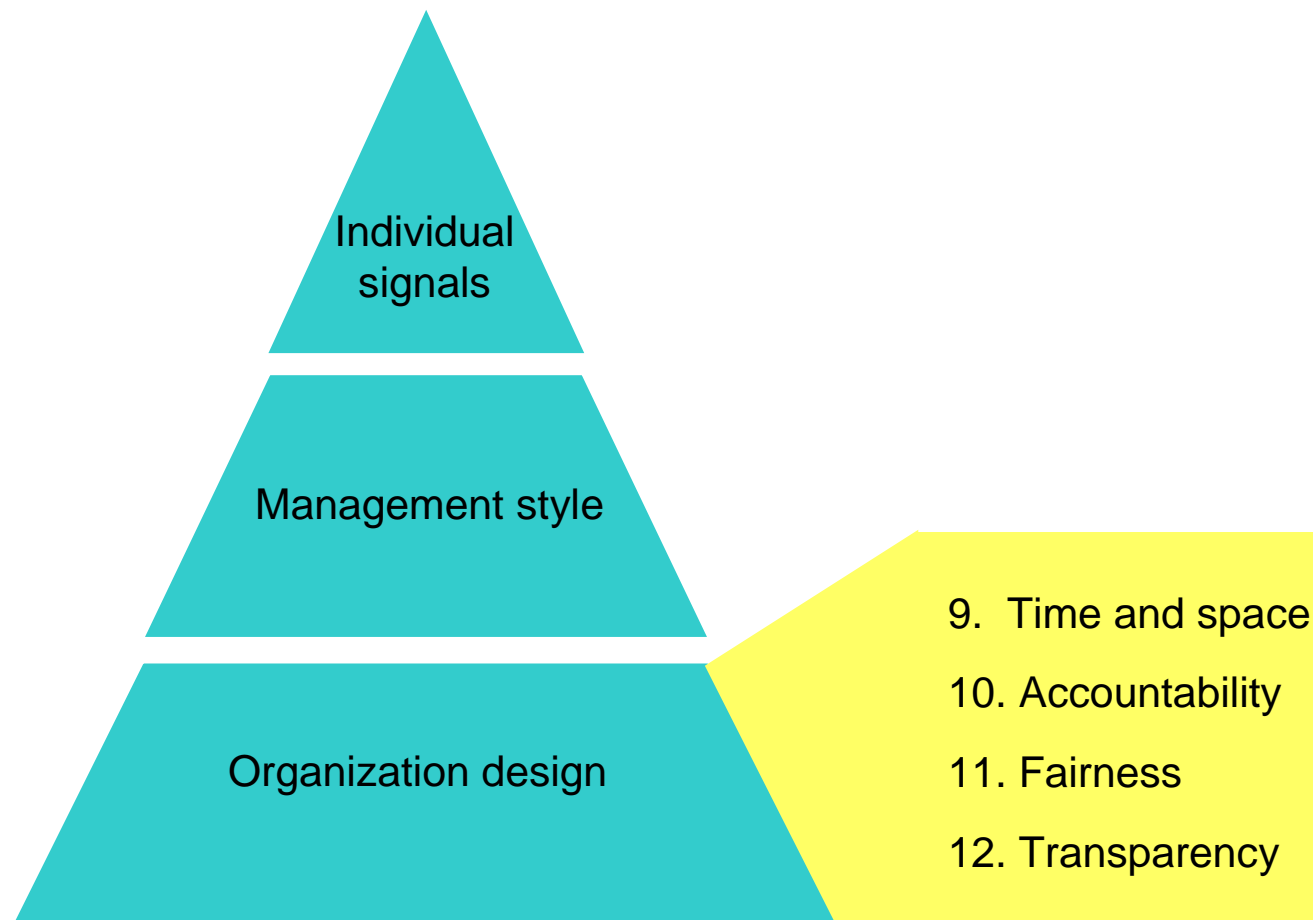 Individual
signals
Management style
Organization design
9. Time and space
10. Accountability
11. Fairness
12. Transparency